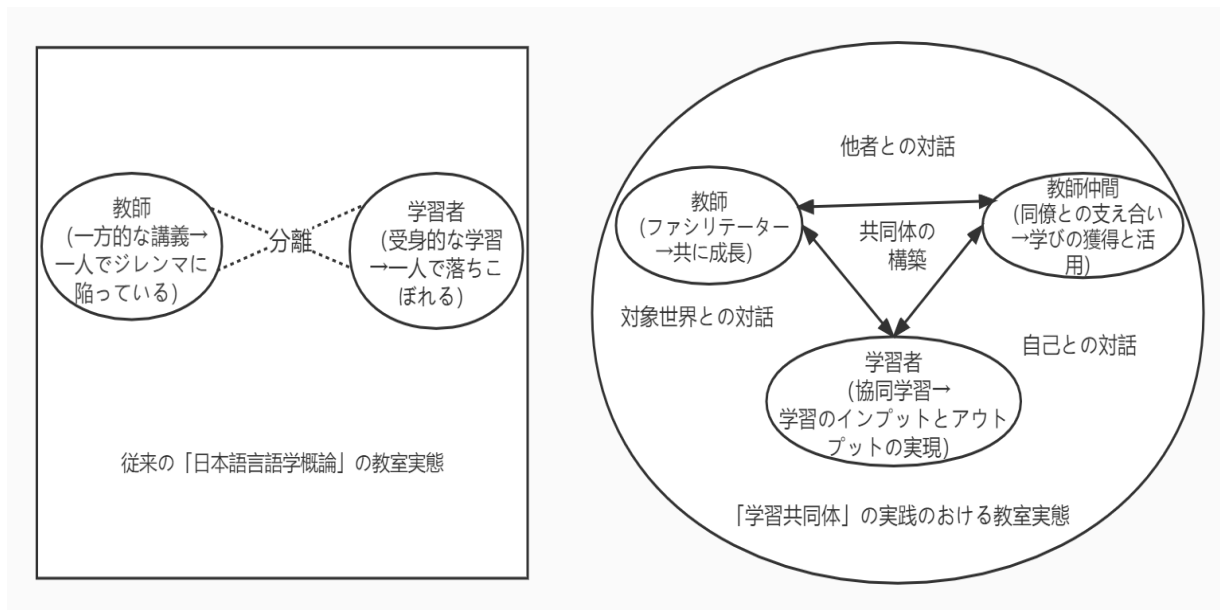 教師
(一方的な講義→
一人でジレンマに
陥っている)
分離
学習者
(受身的な学習
→一人で落ちこ
ぼれる)
従来の「日本語言語学概論」の教室実態
他者との対話
教師
(ファシリテーター
→共に成長)
共同体の
構築
教師仲間
(同僚との支え合い
→学びの獲得と活
用)
対象世界との対話
自己との対話
学習者
(協同学習→
学習のインプットとアウト
プットの実現)
「学習共同体」の実践のおける教室実態